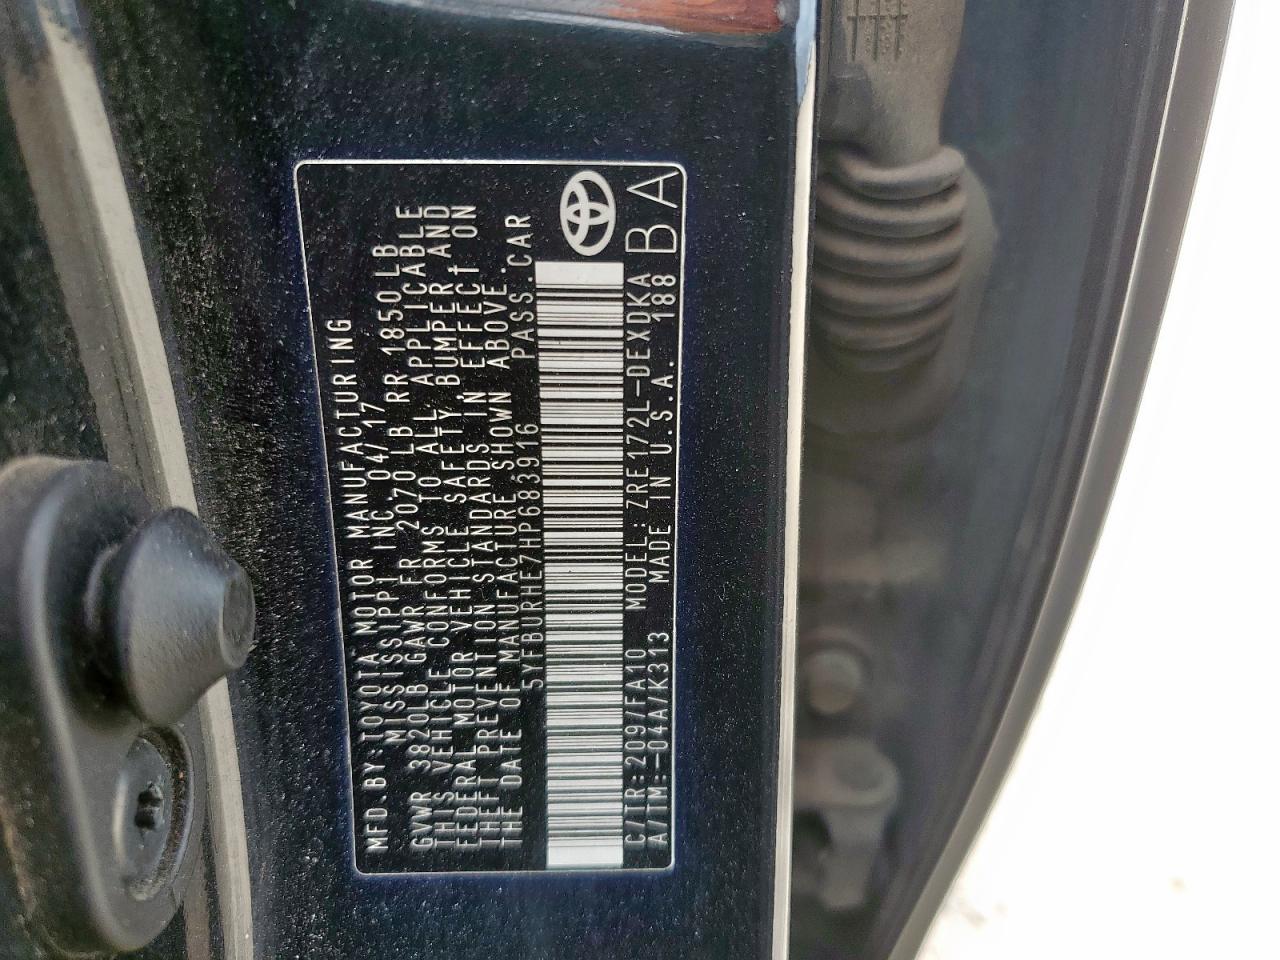 MFD.BY:TOYOTA MOTOR MANUFACTURING
MISSISSIPPI INC. 04/17
GVWR 3820LB GAWR FR 2070 LB RR 1850LB
THIS VEHICLE CONFORMS TO ALL APPLICABLE
FEDERAL MOTOR VEHICLE SAFETY, BUMPER, AND
THEFT PREVENTION STANDARDS IN EFFECT ON
THE DATE OF MANUFACTURE SHOWN ABOVE.
5YFBURHE7HP683916 PASS.CAR
C/TR:209/FA10 MODEL:ZRE172L-DEXDKA
A/TM:-04A/K313 MADE IN U.S.A. 188
BA